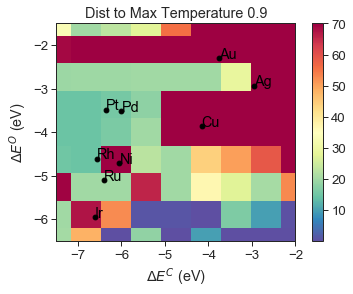 Dist to Max Temperature 0.9
70
60
50
40
30
20
10
−2
−3
−4
−5
−6
ΔE^O (eV)
Au
Ag
Pt Pd
Cu
Rh Ni
Ru
Ir
−7 −6 −5 −4 −3 −2
ΔE^C (eV)